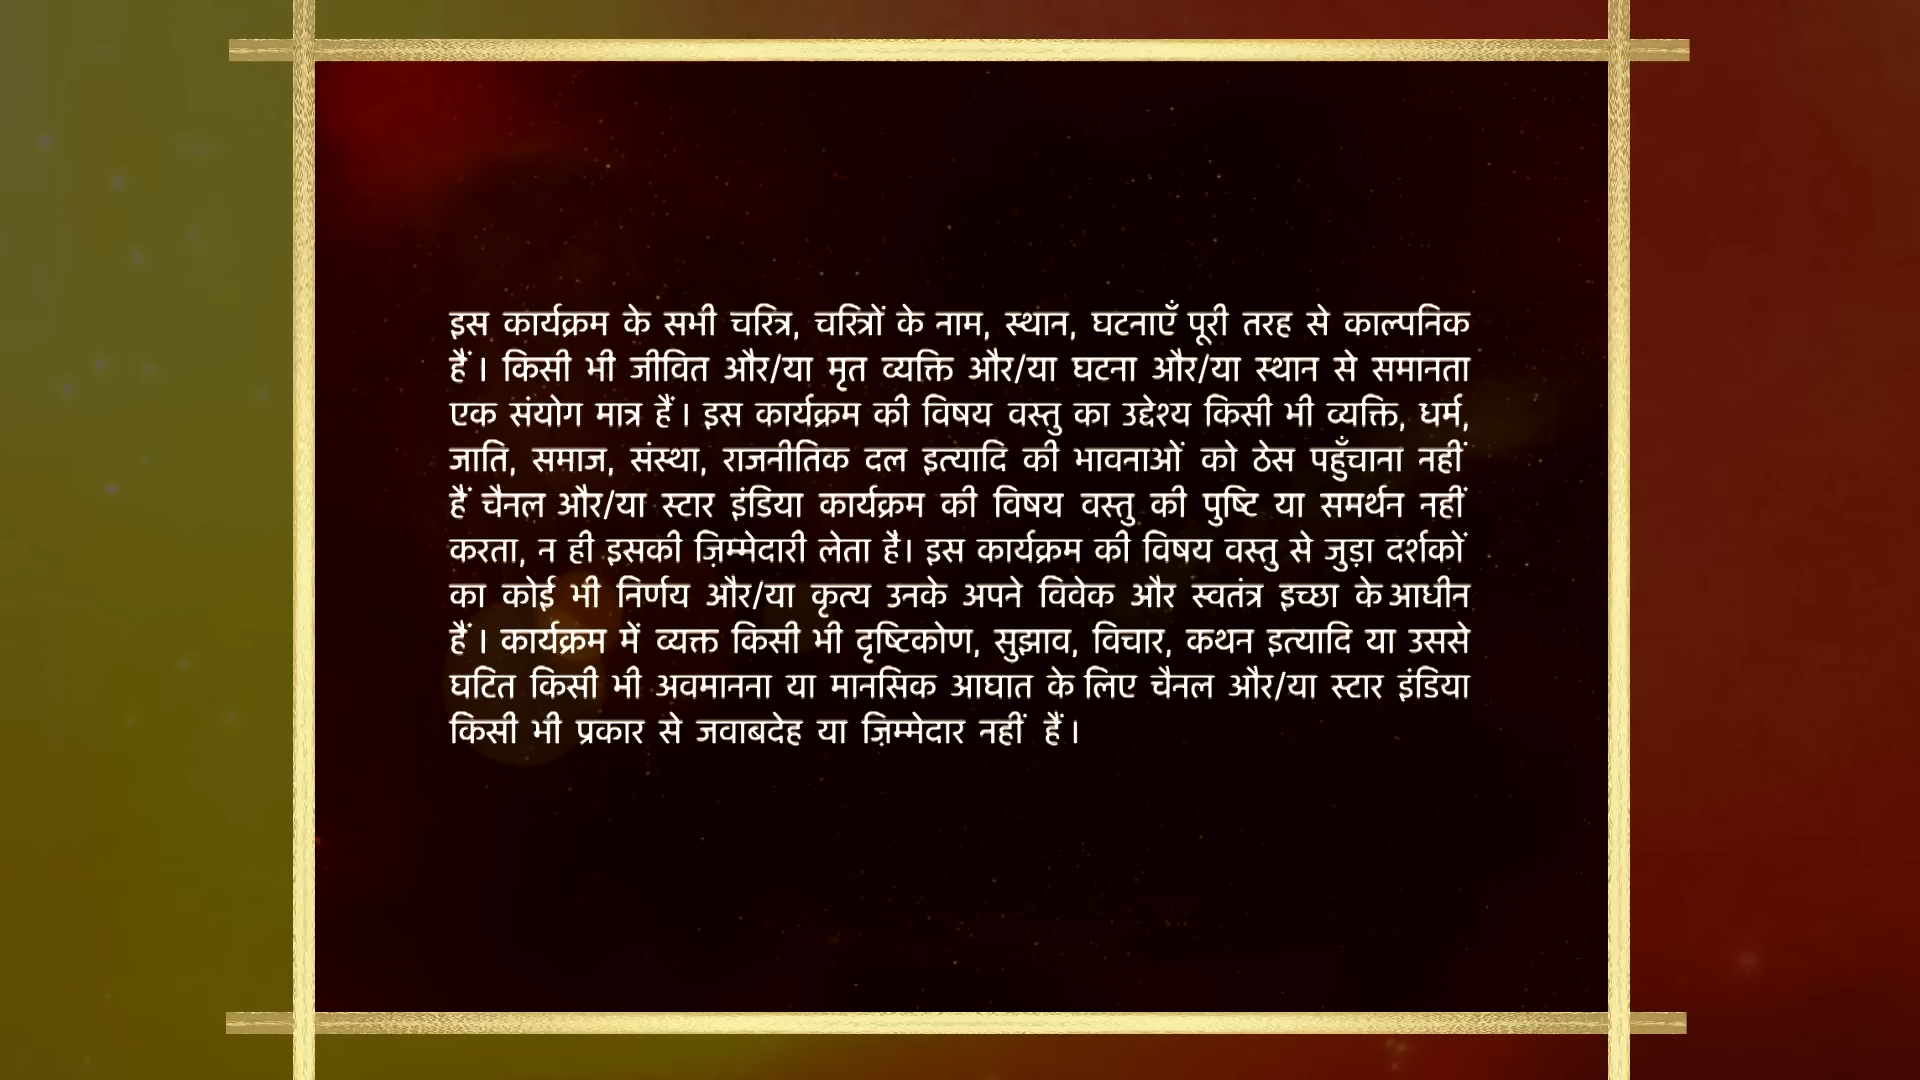 इस कार्यक्रम के सभी चरित्र, चरित्रों के नाम, स्थान, घटनाएँ पूरी तरह से काल्पनिक
हैं । किसी भी जीवित और/या मृत व्यक्ति और/या घटना और/या स्थान से समानता
एक संयोग मात्र हैं । इस कार्यक्रम की विषय वस्तु का उद्देश्य किसी भी व्यक्ति, धर्म,
जाति, समाज, संस्था, राजनीतिक दल इत्यादि की भावनाओं को ठेस पहुँचाना नहीं
हैं चैनल और/या स्टार इंडिया कार्यक्रम की विषय वस्तु की पुष्टि या समर्थन नहीं
करता, न ही इसकी ज़िम्मेदारी लेता है। इस कार्यक्रम की विषय वस्तु से जुड़ा दर्शकों
का कोई भी निर्णय और/या कृत्य उनके अपने विवेक और स्वतंत्र इच्छा के आधीन
हैं । कार्यक्रम में व्यक्त किसी भी दृष्टिकोण, सुझाव, विचार, कथन इत्यादि या उससे
घटित किसी भी अवमानना या मानसिक आघात के लिए चैनल और/या स्टार इंडिया
किसी भी प्रकार से जवाबदेह या ज़िम्मेदार नहीं हैं ।